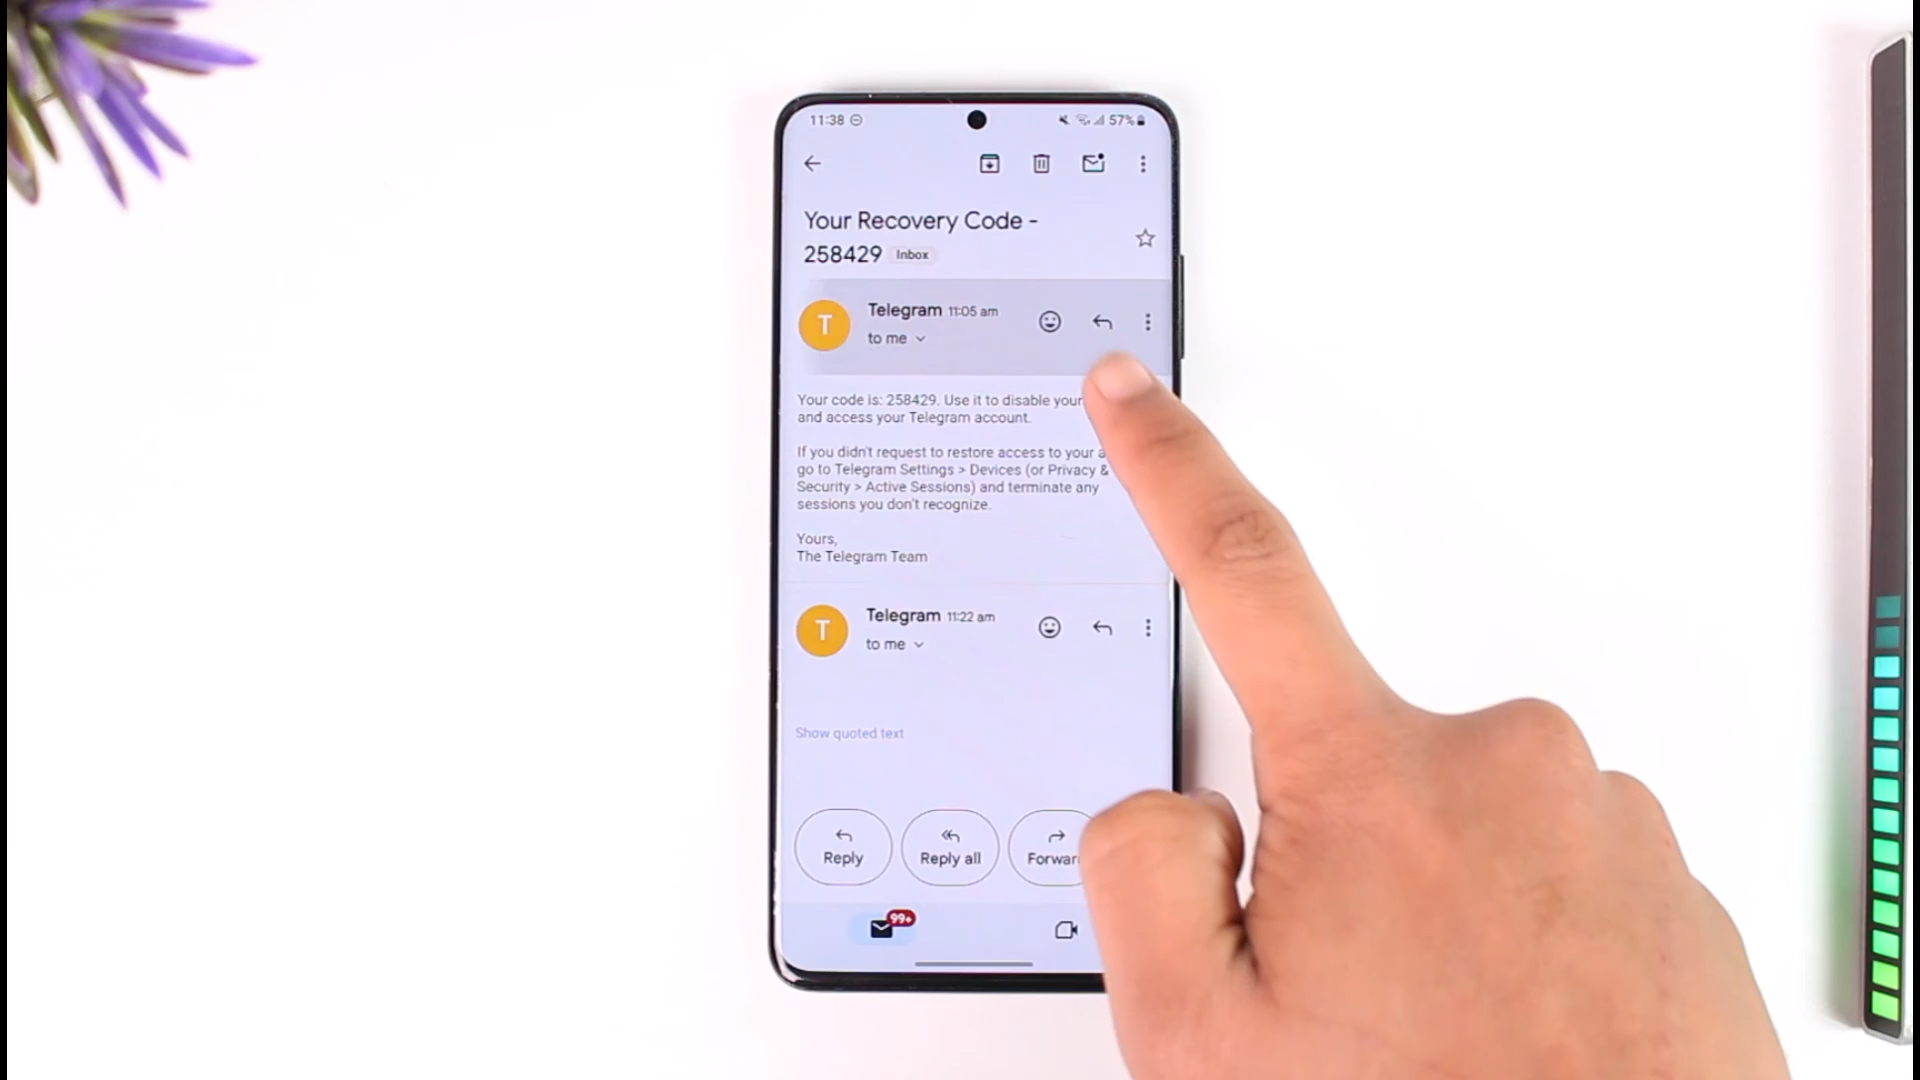 11:38
57%
Your Recovery Code -
258429 Inbox
T
Telegram 11:05 am
to me
Your code is: 258429. Use it to disable your
and access your Telegram account.
If you didn't request to restore access to your a
go to Telegram Settings > Devices (or Privacy &
Security > Active Sessions) and terminate any
sessions you don't recognize.
Yours,
The Telegram Team
T
Telegram 11:22 am
to me
Show quoted text
Reply
Reply all
Forwar
99+